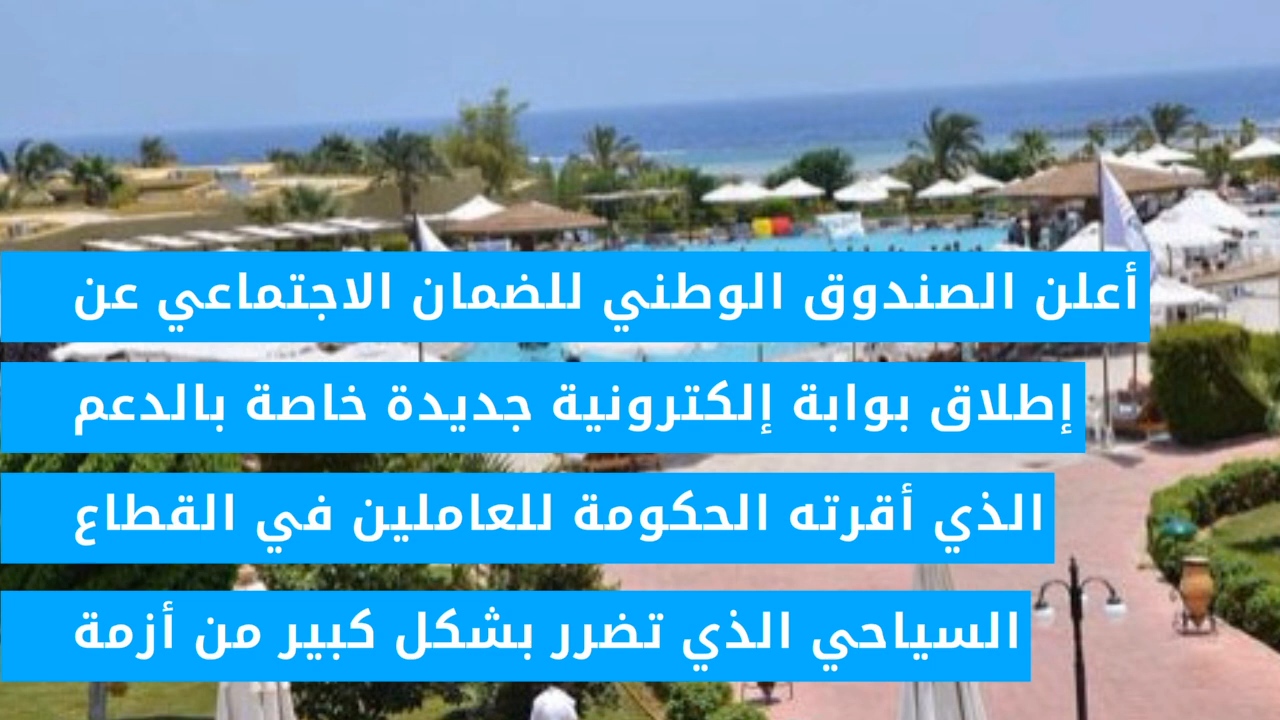 أعلن الصندوق الوطني للضمان الاجتماعي عن
إطلاق بوابة إلكترونية جديدة خاصة بالدعم
الذي أقرته الحكومة للعاملين في القطاع
السياحي الذي تضرر بشكل كبير من أزمة